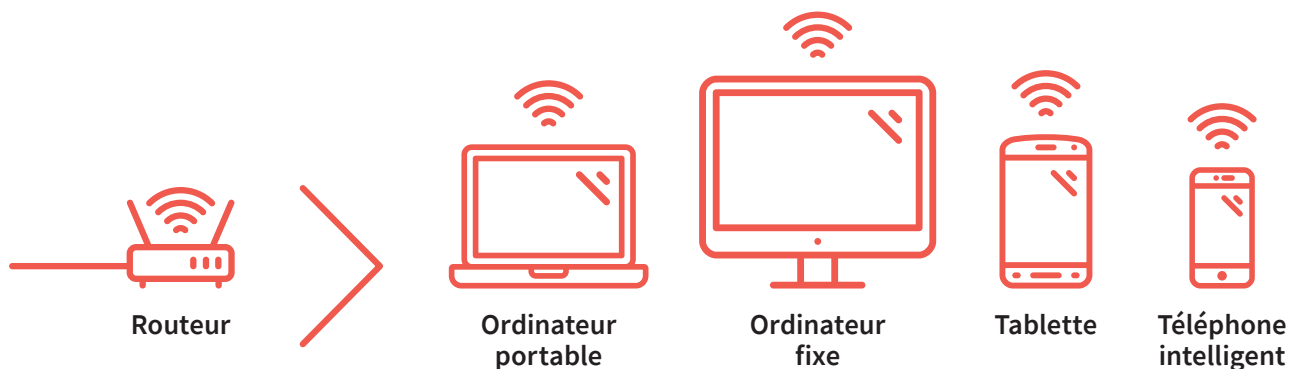 Routeur
Ordinateur
portable
Ordinateur
fixe
Tablette
Téléphone
intelligent